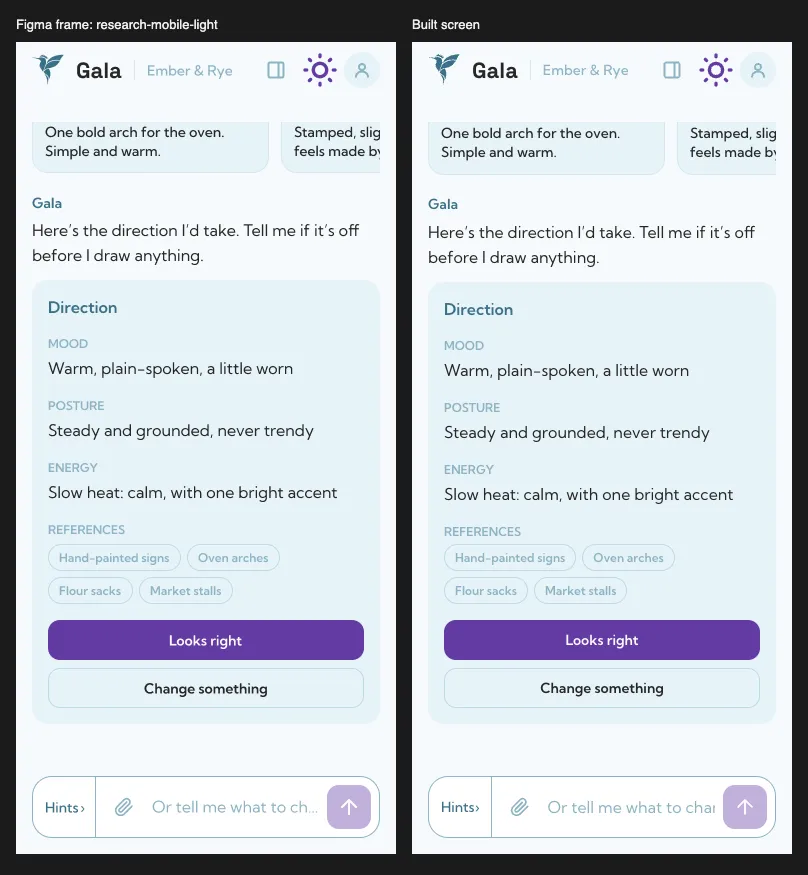 Figma frame: research-mobile-light
Gala
Ember & Rye
One bold arch for the oven.
Simple and warm.
Stamped, slig
feels made by
Gala
Here’s the direction I’d take. Tell me if it’s off
before I draw anything.
Direction
MOOD
Warm, plain-spoken, a little worn
POSTURE
Steady and grounded, never trendy
ENERGY
Slow heat: calm, with one bright accent
REFERENCES
Hand-painted signs
Oven arches
Flour sacks
Market stalls
Looks right
Change something
Hints ›
Or tell me what to ch...
Built screen
Gala
Ember & Rye
One bold arch for the oven.
Simple and warm.
Stamped, slig
feels made by
Gala
Here’s the direction I’d take. Tell me if it’s off
before I draw anything.
Direction
MOOD
Warm, plain-spoken, a little worn
POSTURE
Steady and grounded, never trendy
ENERGY
Slow heat: calm, with one bright accent
REFERENCES
Hand-painted signs
Oven arches
Flour sacks
Market stalls
Looks right
Change something
Hints ›
Or tell me what to char